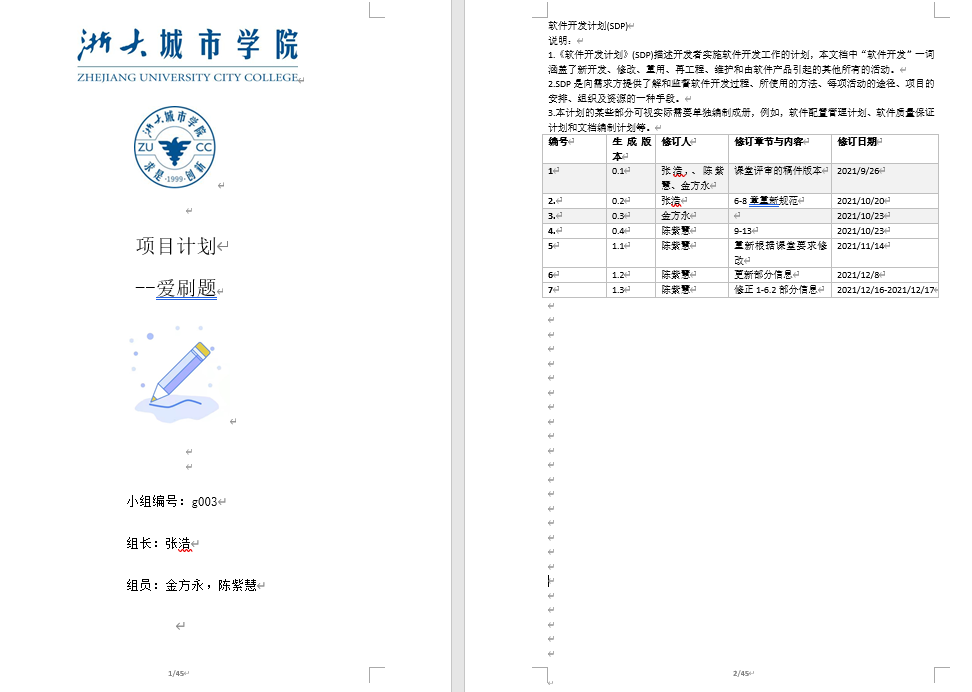 浙大城市学院
ZHEJIANG UNIVERSITY CITY COLLEGE
浙大城市学院
ZU CC
求是·1999·创新
项目计划
--爱刷题
小组编号：g003
组长：张浩
组员：金方永，陈紫慧
1/45
软件开发计划(SDP)
说明：
1.《软件开发计划》(SDP)描述开发者实施软件开发工作的计划，本文档中“软件开发”一词
涵盖了新开发、修改、重用、再工程、维护和由软件产品引起的其他所有的活动。
2.SDP 是向需求方提供了解和监督软件开发过程、所使用的方法、每项活动的途径、项目的
安排、组织及资源的一种手段。
3.本计划的某些部分可视实际需要单独编制成册，例如，软件配置管理计划、软件质量保证
计划和文档编制计划等。
编号 生成版本 修订人 修订章节与内容 修订日期
1 0.1 张浩，、陈紫慧、金方永 课堂评审的稿件版本 2021/9/26
2. 0.2 张浩 6-8 章重新规范 2021/10/20
3. 0.3 金方永 2021/10/23
4. 0.4 陈紫慧 9-13 2021/10/23
5 1.1 陈紫慧 重新根据课堂要求修改 2021/11/14
6 1.2 陈紫慧 更新部分信息 2021/12/8
7 1.3 陈紫慧 修正 1-6.2 部分信息 2021/12/16-2021/12/17
2/45